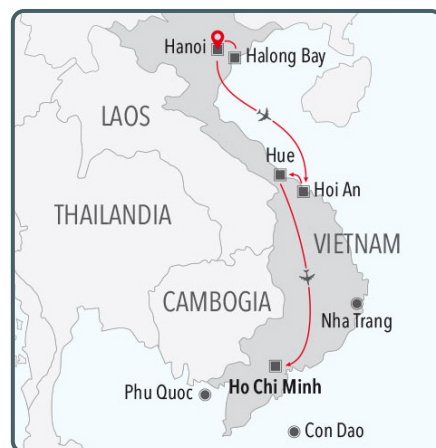 Hanoi
Halong Bay
LAOS
Hue
Hoi An
THAILANDIA
VIETNAM
CAMBOGIA
Nha Trang
Phu Quoc
Ho Chi Minh
Con Dao